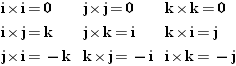 i × i = 0 j × j = 0 k × k = 0
i × j = k j × k = i k × i = j
j × i = − k k × j = − i i × k = − j